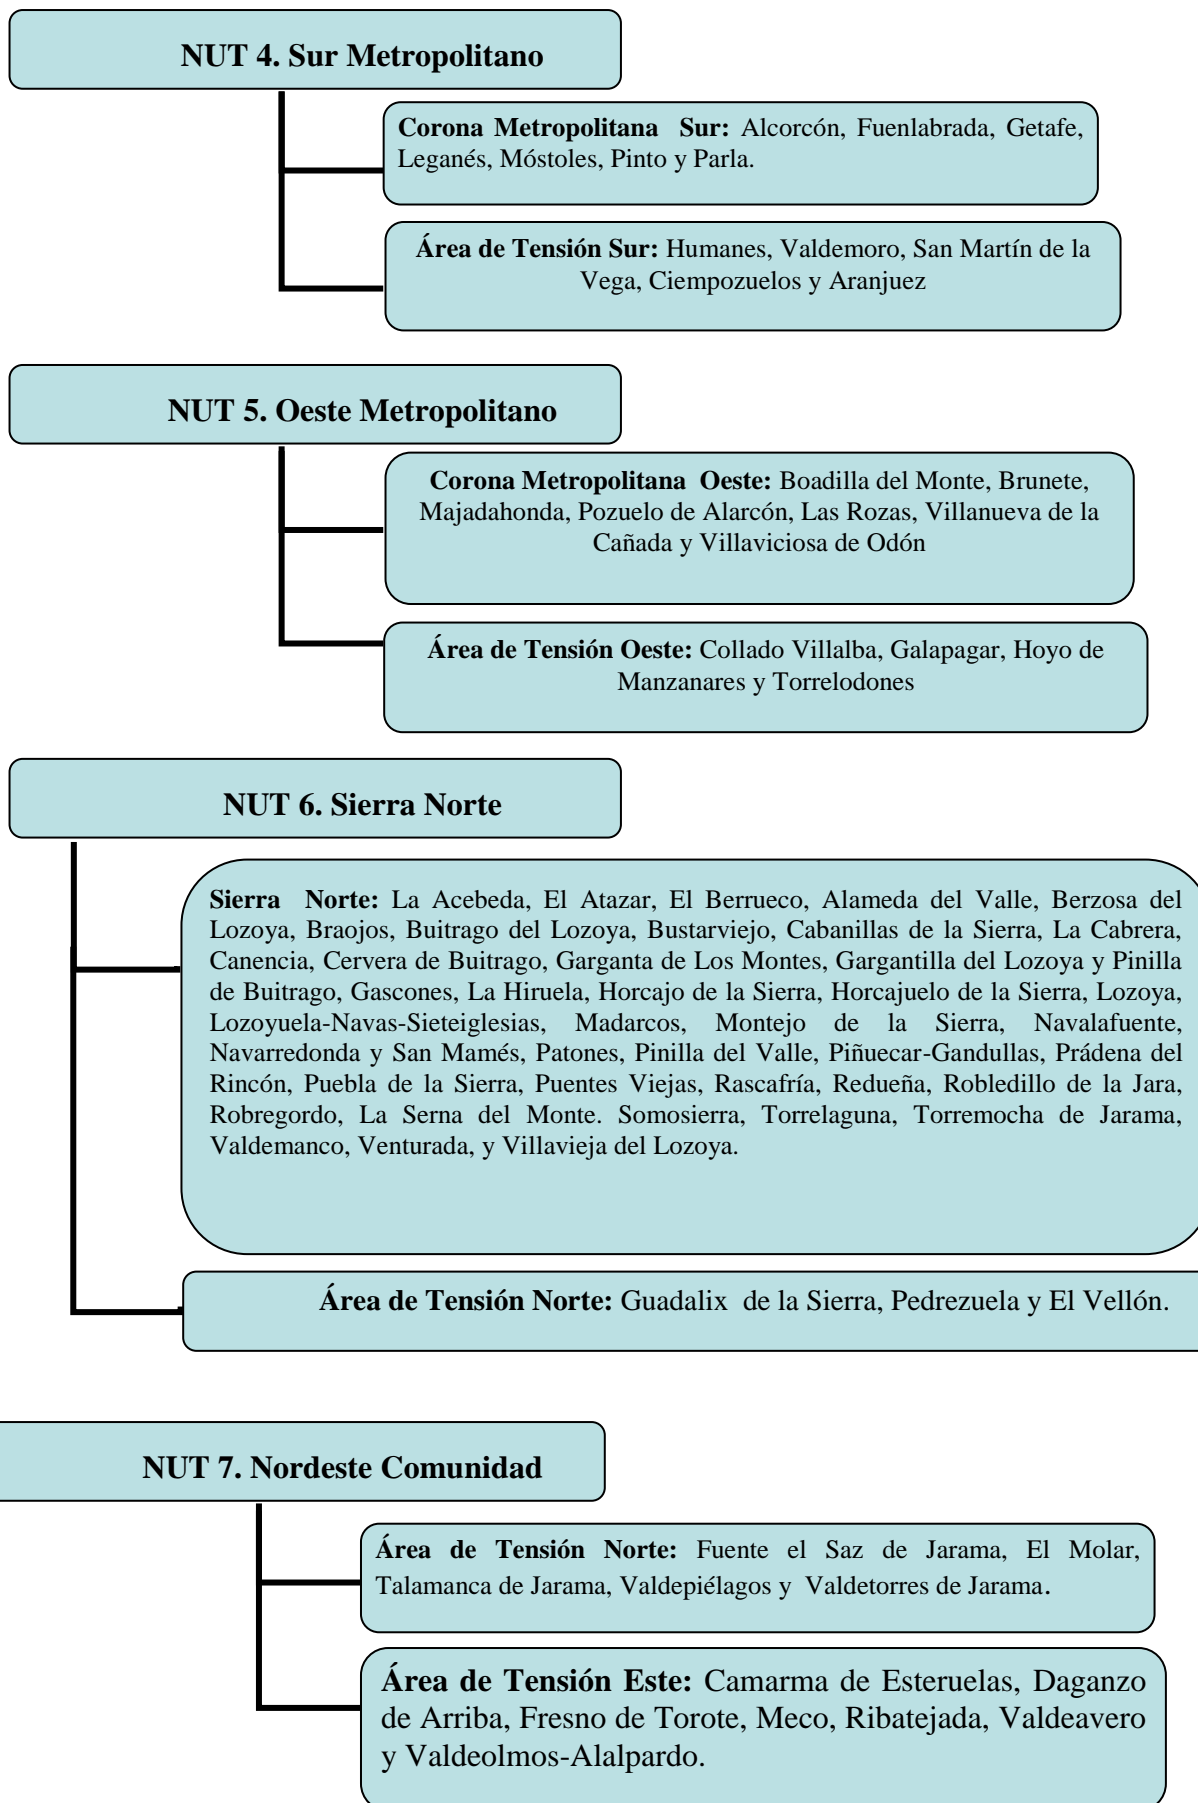 NUT 4. Sur Metropolitano
Corona Metropolitana Sur: Alcorcón, Fuenlabrada, Getafe,
Leganés, Móstoles, Pinto y Parla.
Área de Tensión Sur: Humanes, Valdemoro, San Martín de la
Vega, Ciempozuelos y Aranjuez
NUT 5. Oeste Metropolitano
Corona Metropolitana Oeste: Boadilla del Monte, Brunete,
Majadahonda, Pozuelo de Alarcón, Las Rozas, Villanueva de la
Cañada y Villaviciosa de Odón
Área de Tensión Oeste: Collado Villalba, Galapagar, Hoyo de
Manzanares y Torrelodones
NUT 6. Sierra Norte
Sierra Norte: La Acebeda, El Atazar, El Berrueco, Alameda del Valle, Berzosa del
Lozoya, Braojos, Buitrago del Lozoya, Bustarviejo, Cabanillas de la Sierra, La Cabrera,
Canencia, Cervera de Buitrago, Garganta de Los Montes, Gargantilla del Lozoya y Pinilla
de Buitrago, Gascones, La Hiruela, Horcajo de la Sierra, Horcajuelo de la Sierra, Lozoya,
Lozoyuela-Navas-Sieteiglesias, Madarcos, Montejo de la Sierra, Navalafuente,
Navarredonda y San Mamés, Patones, Pinilla del Valle, Piñuecar-Gandullas, Prádena del
Rincón, Puebla de la Sierra, Puentes Viejas, Rascafría, Redueña, Robledillo de la Jara,
Robregordo, La Serna del Monte. Somosierra, Torrelaguna, Torremocha de Jarama,
Valdemanco, Venturada, y Villavieja del Lozoya.
Área de Tensión Norte: Guadalix de la Sierra, Pedrezuela y El Vellón.
NUT 7. Nordeste Comunidad
Área de Tensión Norte: Fuente el Saz de Jarama, El Molar,
Talamanca de Jarama, Valdepiélagos y Valdetorres de Jarama.
Área de Tensión Este: Camarma de Esteruelas, Daganzo
de Arriba, Fresno de Torote, Meco, Ribatejada, Valdeavero
y Valdeolmos-Alalpardo.